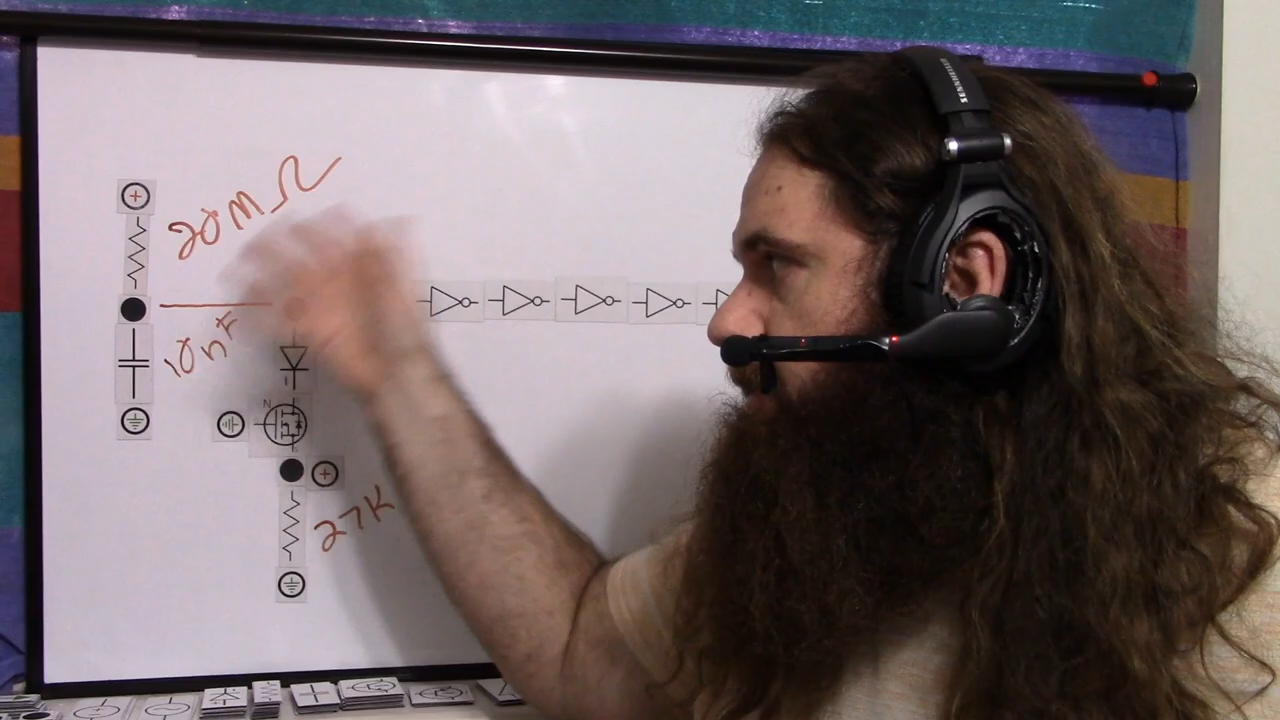 20MΩ
10nF
N
27K
SENNHEISER